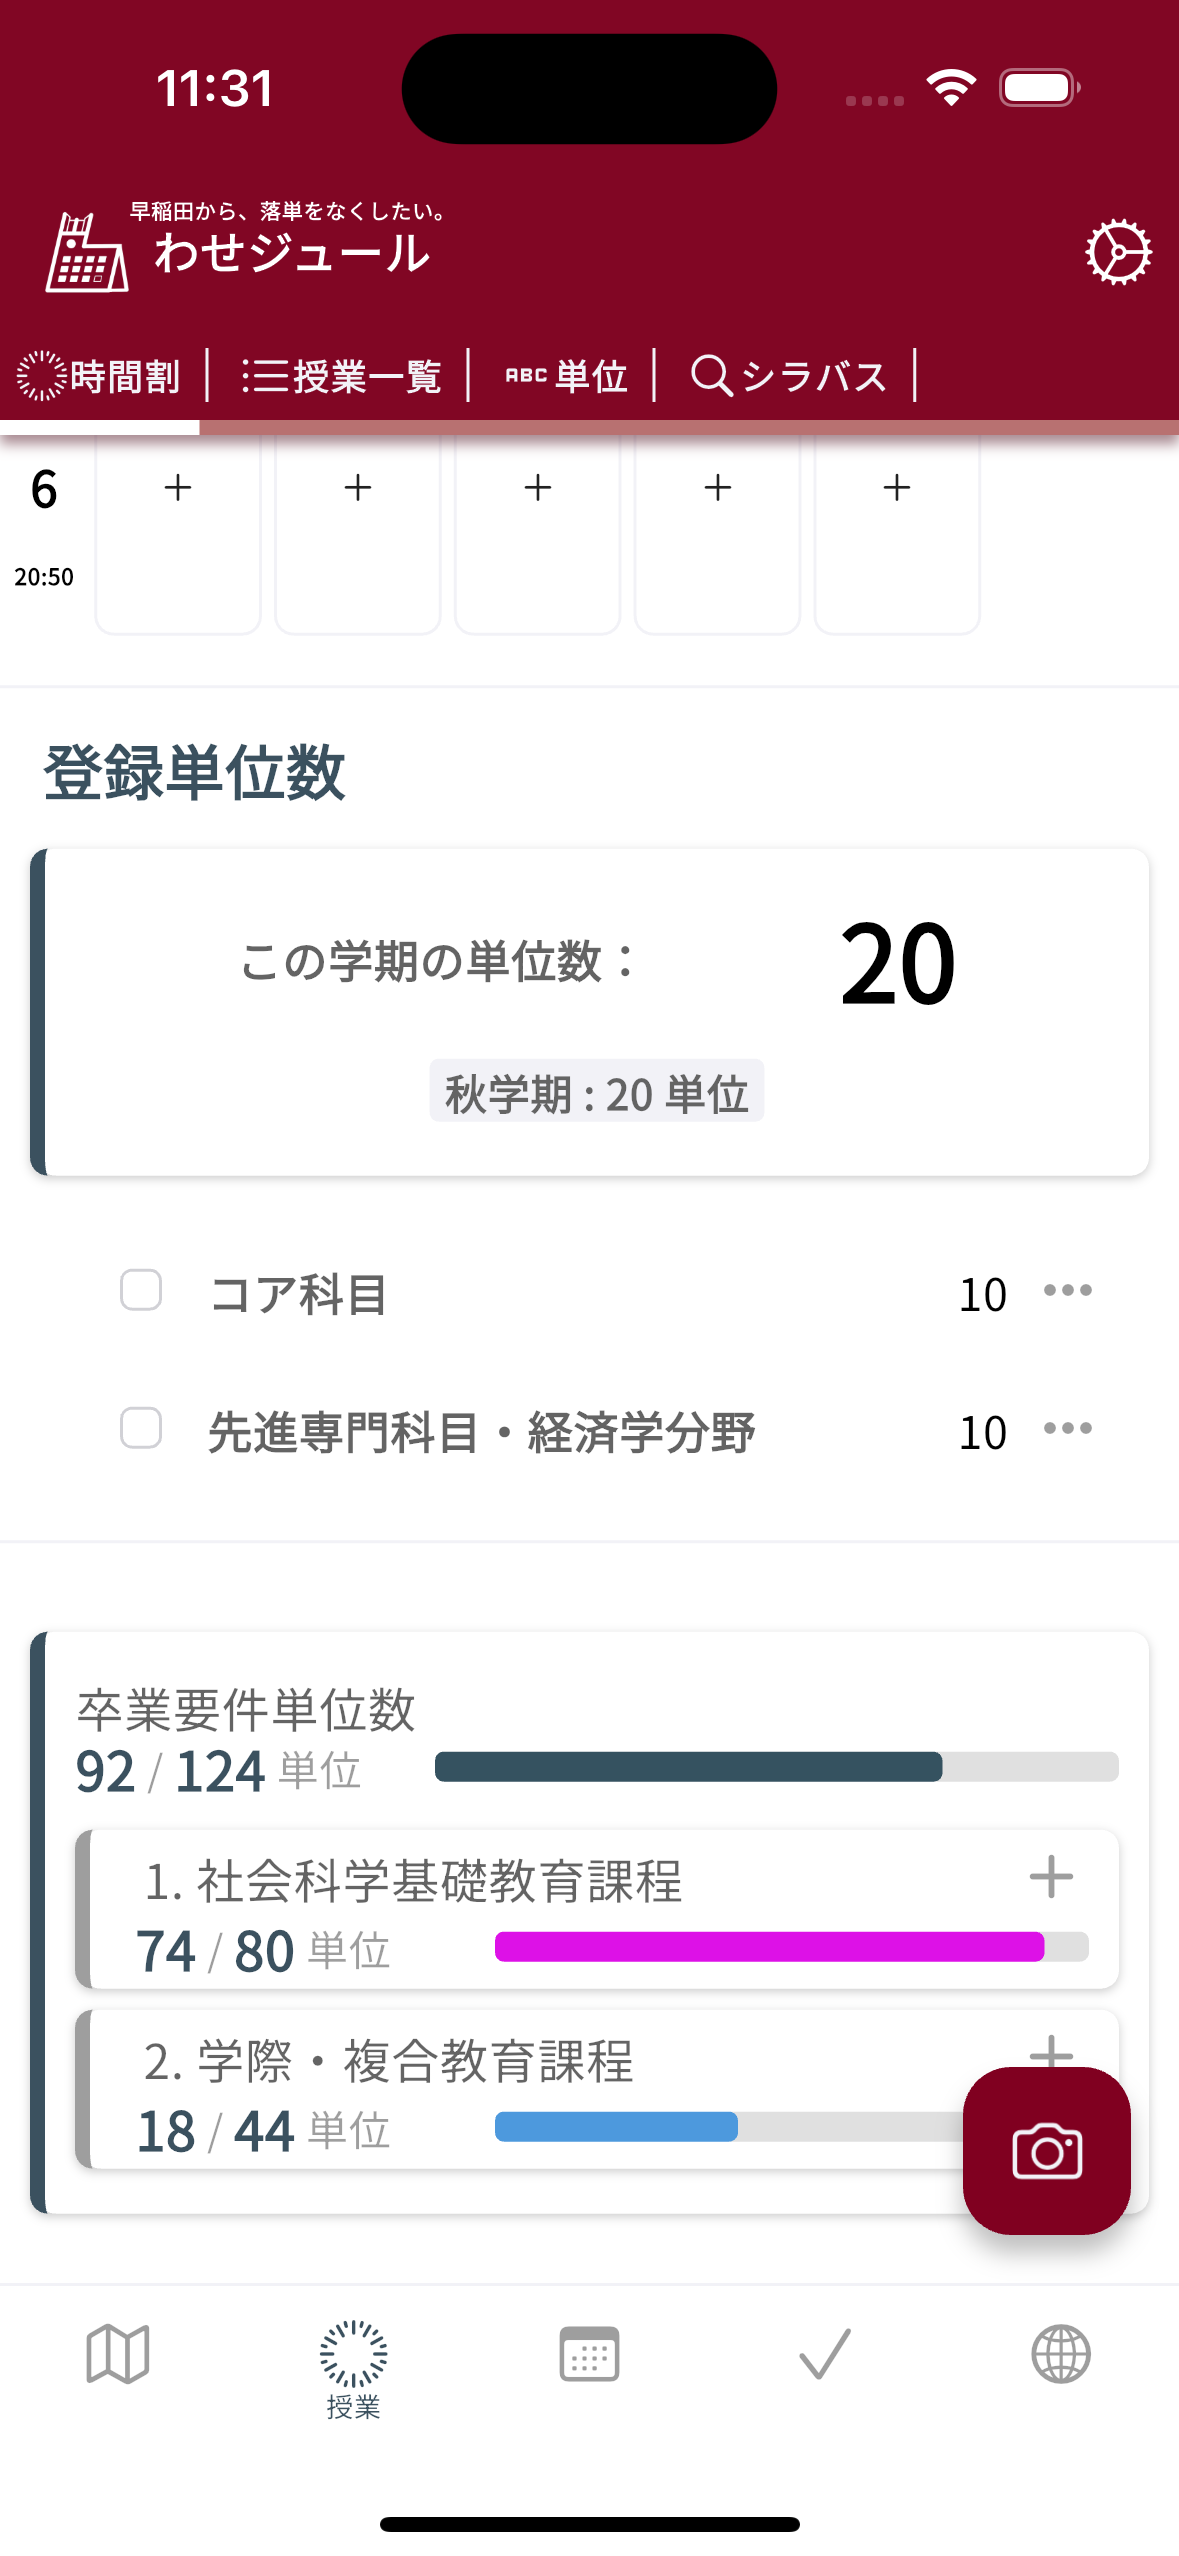 11:31
早稲田から、落単をなくしたい。
わせジュール
時間割 授業一覧 ABC 単位 シラバス
6
20:50
登録単位数
この学期の単位数： 20
秋学期 : 20 単位
コア科目 10
先進専門科目・経済学分野 10
卒業要件単位数
92 / 124 単位
1. 社会科学基礎教育課程
74 / 80 単位
2. 学際・複合教育課程
18 / 44 単位
授業